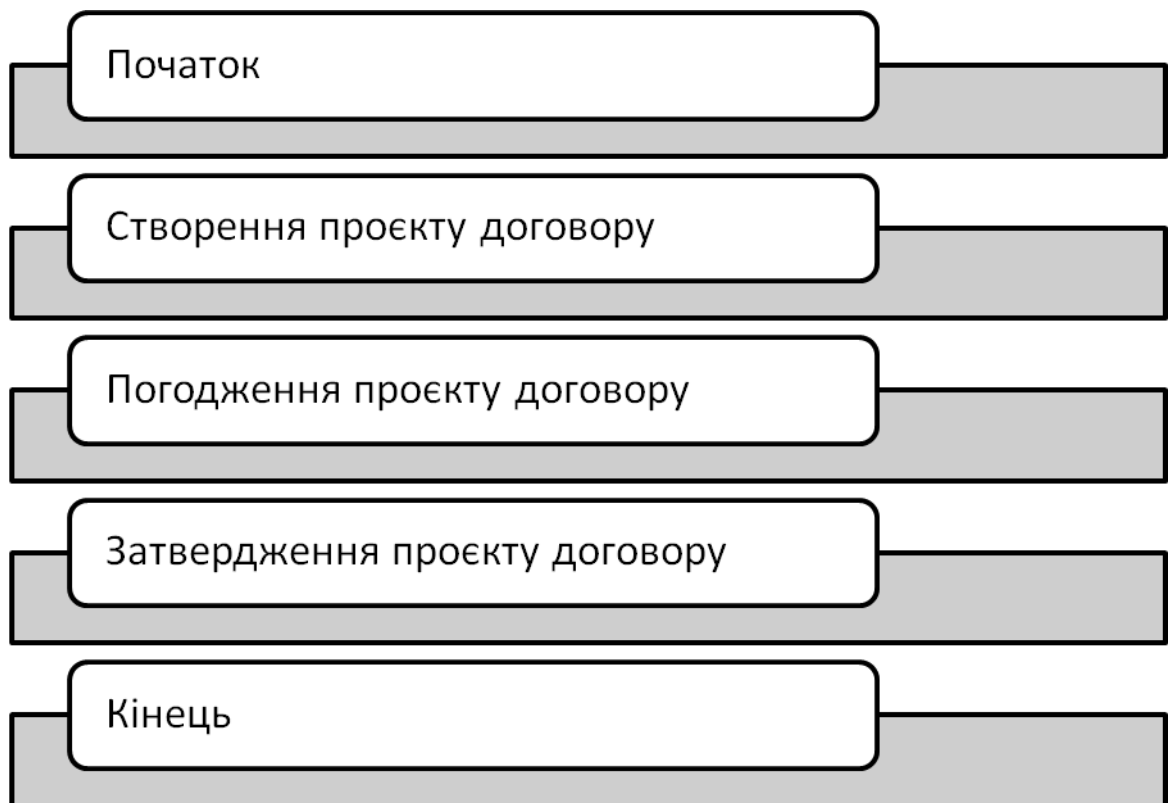 Початок
Створення проєкту договору
Погодження проєкту договору
Затвердження проєкту договору
Кінець